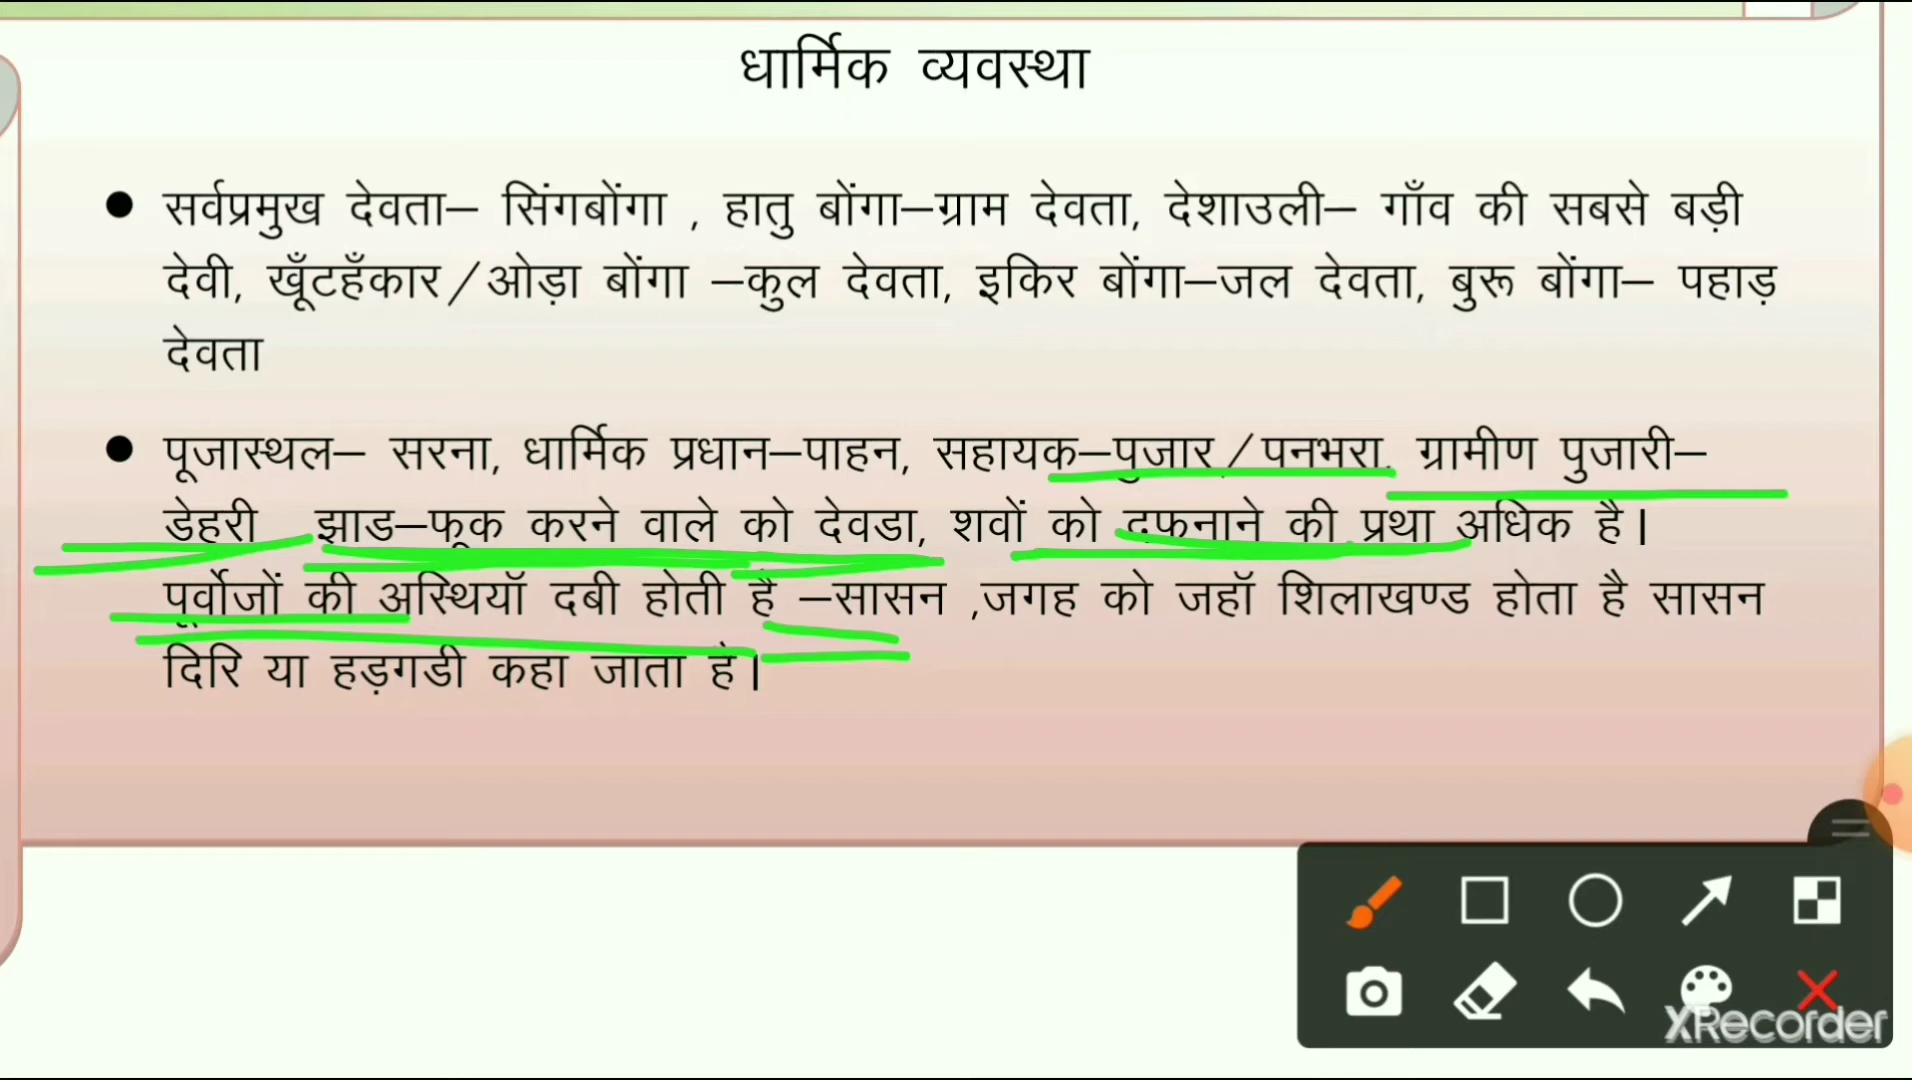 धार्मिक व्यवस्था
● सर्वप्रमुख देवता– सिंगबोंगा , हातु बोंगा–ग्राम देवता, देशाउली– गाँव की सबसे बड़ी
देवी, खूँटहँकार/ओड़ा बोंगा –कुल देवता, इकिर बोंगा–जल देवता, बुरू बोंगा– पहाड़
देवता
● पूजास्थल– सरना, धार्मिक प्रधान–पाहन, सहायक–पुजार/पनभरा, ग्रामीण पुजारी–
डेहरी झाड–फूक करने वाले को देवडा, शवों को दफनाने की प्रथा अधिक है।
पूर्वोजों की अस्थियॉ दबी होती है –सासन ,जगह को जहॉ शिलाखण्ड होता है सासन
दिरि या हड़गडी कहा जाता है।
XRecorder